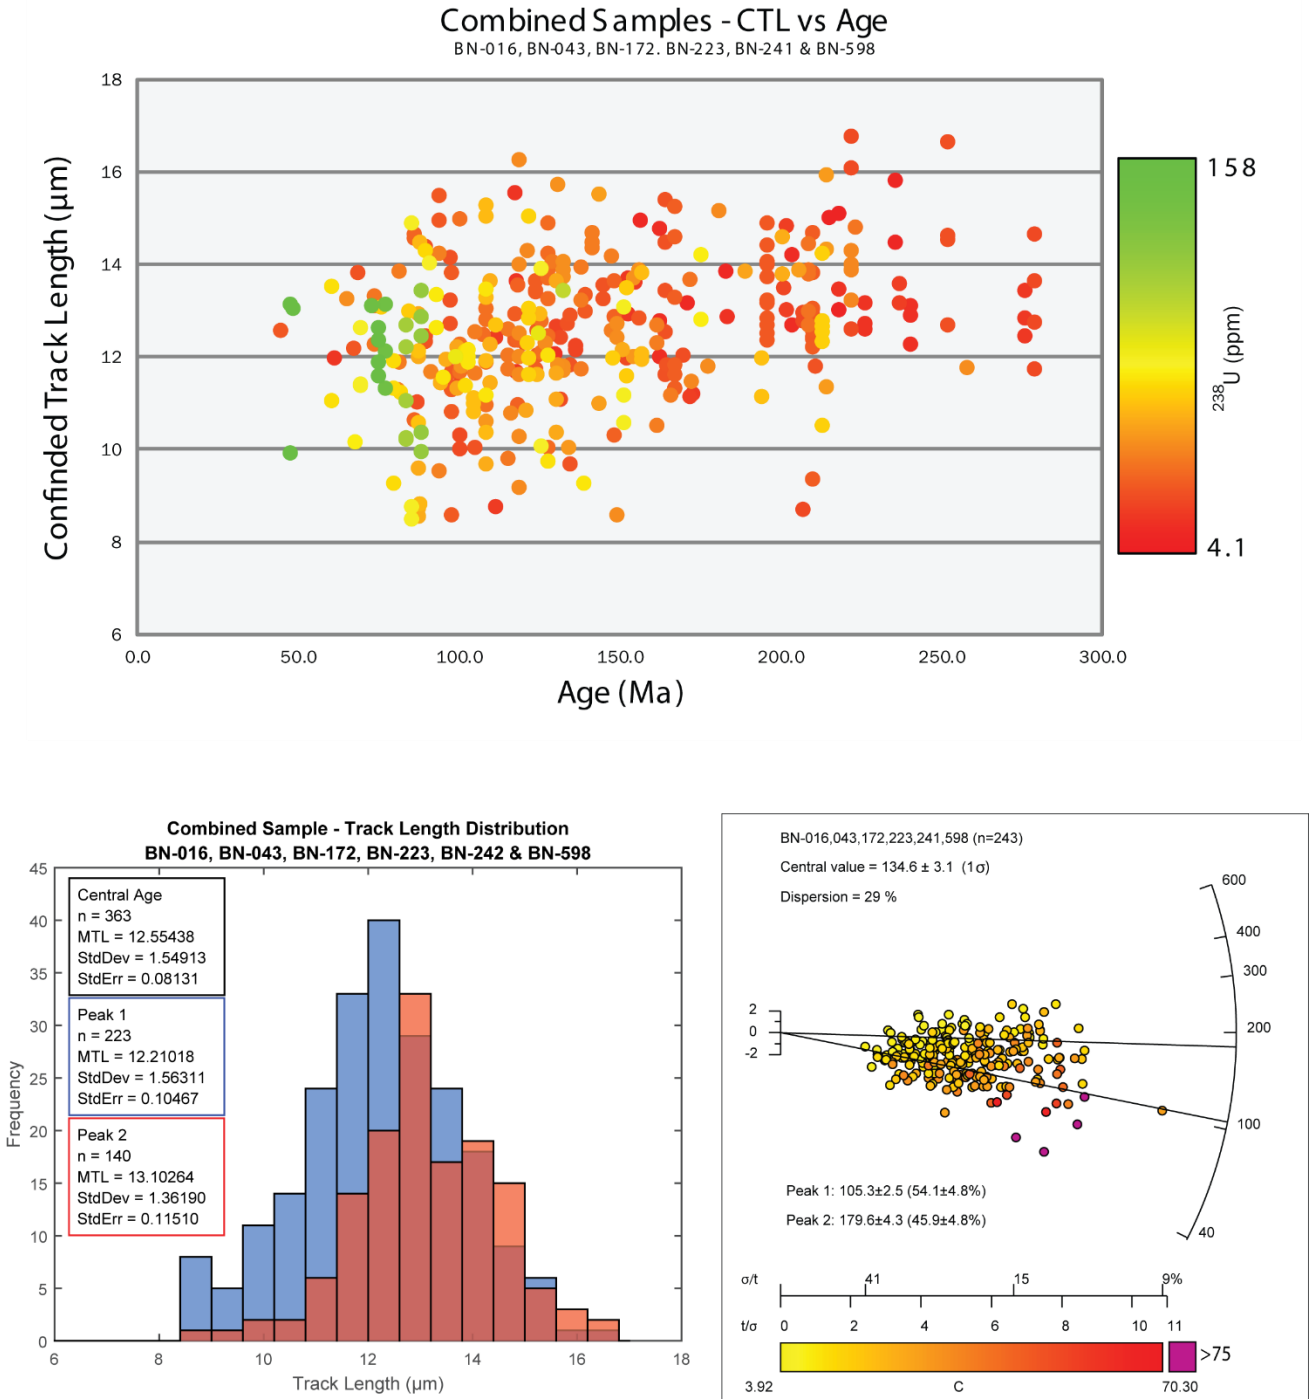 Combined Samples - CTL vs Age
BN-016, BN-043, BN-172. BN-223, BN-241 & BN-598
Confinded Track Length (µm)
18
16
14
12
10
8
6
0.0 50.0 100.0 150.0 200.0 250.0 300.0
Age (Ma)
158
238U (ppm)
4.1
Combined Sample - Track Length Distribution
BN-016, BN-043, BN-172, BN-223, BN-242 & BN-598
Frequency
45
40
35
30
25
20
15
10
5
0
Central Age
n = 363
MTL = 12.55438
StdDev = 1.54913
StdErr = 0.08131
Peak 1
n = 223
MTL = 12.21018
StdDev = 1.56311
StdErr = 0.10467
Peak 2
n = 140
MTL = 13.10264
StdDev = 1.36190
StdErr = 0.11510
6 8 10 12 14 16 18
Track Length (µm)
BN-016,043,172,223,241,598 (n=243)
Central value = 134.6 ± 3.1 (1σ)
Dispersion = 29 %
600
400
300
200
100
40
2
0
-2
Peak 1: 105.3±2.5 (54.1±4.8%)
Peak 2: 179.6±4.3 (45.9±4.8%)
σ/t 41 15 9%
t/σ 0 2 4 6 8 10 11
>75
3.92 C 70.30